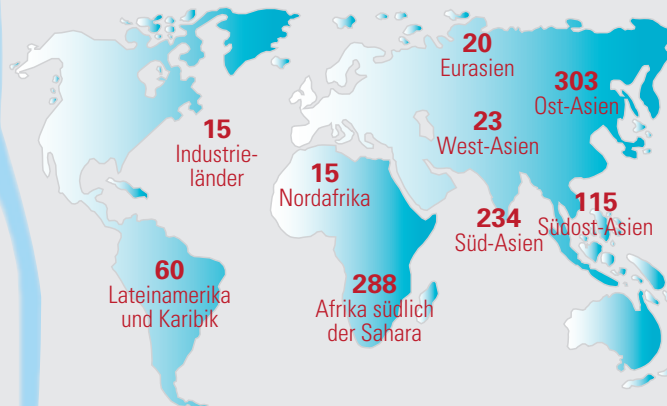 20
Eurasien
303
Ost-Asien
15
Industrie-
länder
23
West-Asien
15
Nordafrika
234
Süd-Asien
115
Südost-Asien
60
Lateinamerika
und Karibik
288
Afrika südlich
der Sahara